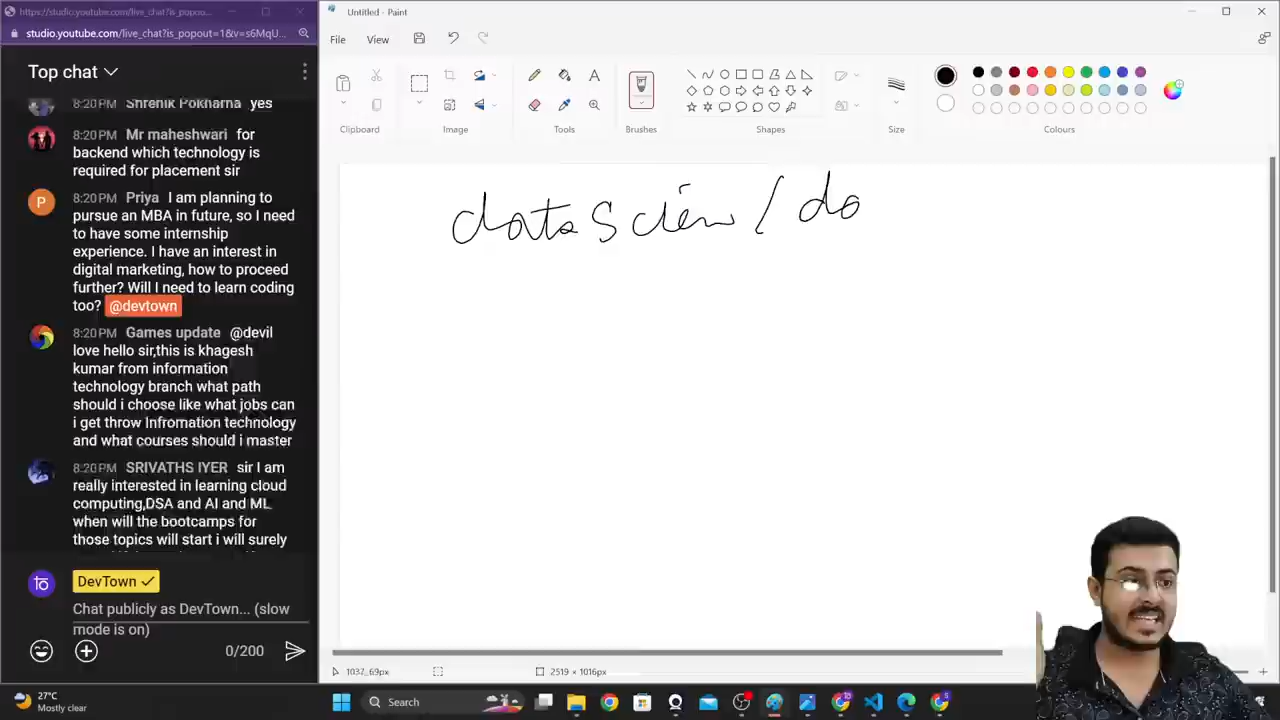 https://studio.youtube.com/live_chat?is_popout...
studio.youtube.com/live_chat?is_popout=1&v=s6MqU...
Top chat
8:20 PM Shrenik Pokharna yes
8:20 PM Mr maheshwari for
backend which technology is
required for placement sir
8:20 PM Priya I am planning to
pursue an MBA in future, so I need
to have some internship
experience. I have an interest in
digital marketing, how to proceed
further? Will I need to learn coding
too? @devtown
8:20 PM Games update @devil
love hello sir,this is khagesh
kumar from information
technology branch what path
should i choose like what jobs can
i get throw Infromation technology
and what courses should i master
8:20 PM SRIVATHS IYER sir I am
really interested in learning cloud
computing,DSA and AI and ML
when will the bootcamps for
those topics will start i will surely
DevTown
Chat publicly as DevTown... (slow
mode is on)
0/200
Untitled - Paint
File View
Clipboard Image Tools Brushes Shapes Size Colours
data Scien / do
1037, 69px 2519 × 1016px
27°C
Mostly clear
Search